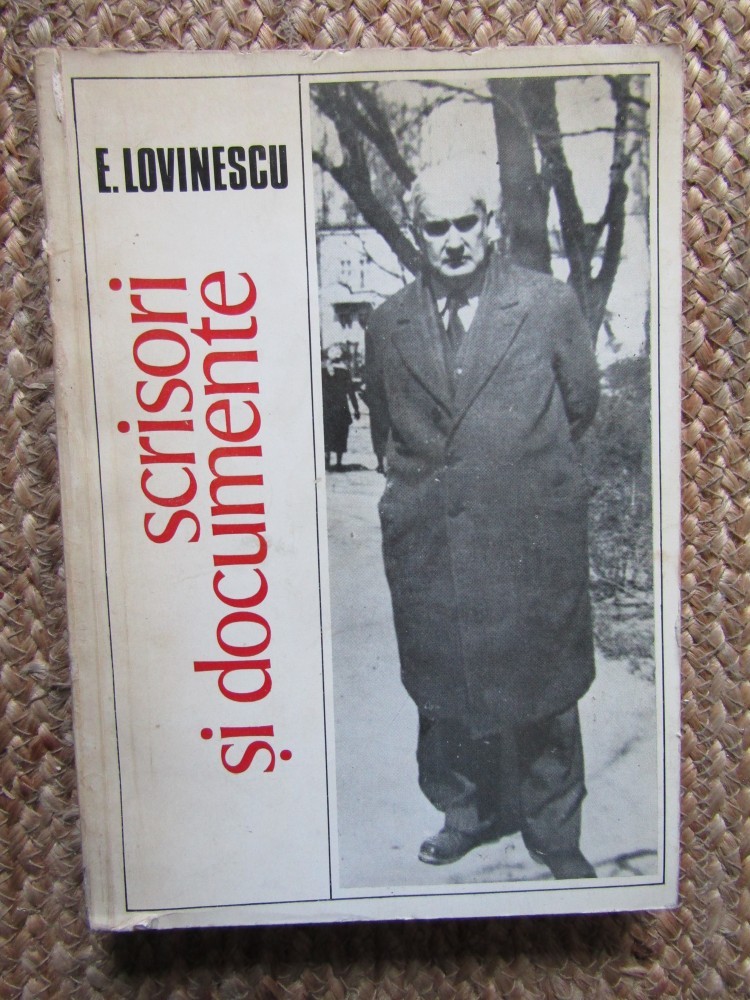 E. LOVINESCU
scrisori
și documente